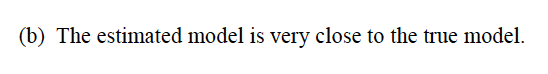 (b) The estimated model is very close to the true model.